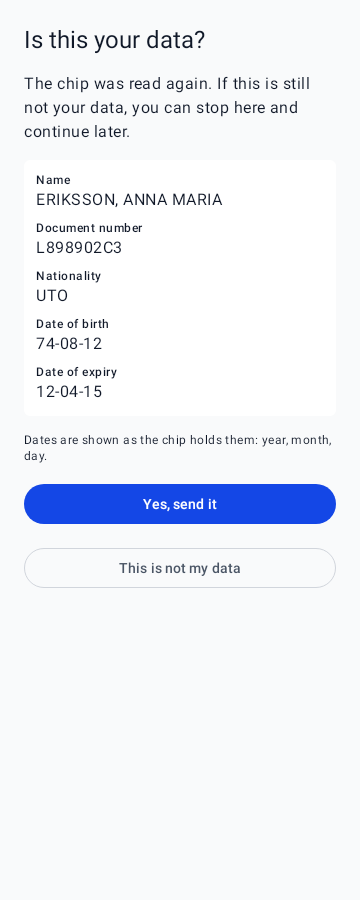 Is this your data?
The chip was read again. If this is still
not your data, you can stop here and
continue later.
Name
ERIKSSON, ANNA MARIA
Document number
L898902C3
Nationality
UTO
Date of birth
74-08-12
Date of expiry
12-04-15
Dates are shown as the chip holds them: year, month,
day.
Yes, send it
This is not my data